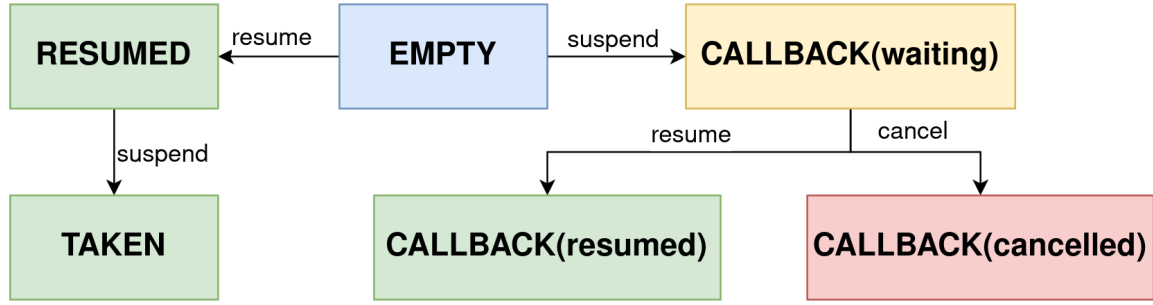 RESUMED
resume
EMPTY
suspend
CALLBACK(waiting)
suspend
resume
cancel
TAKEN
CALLBACK(resumed)
CALLBACK(cancelled)